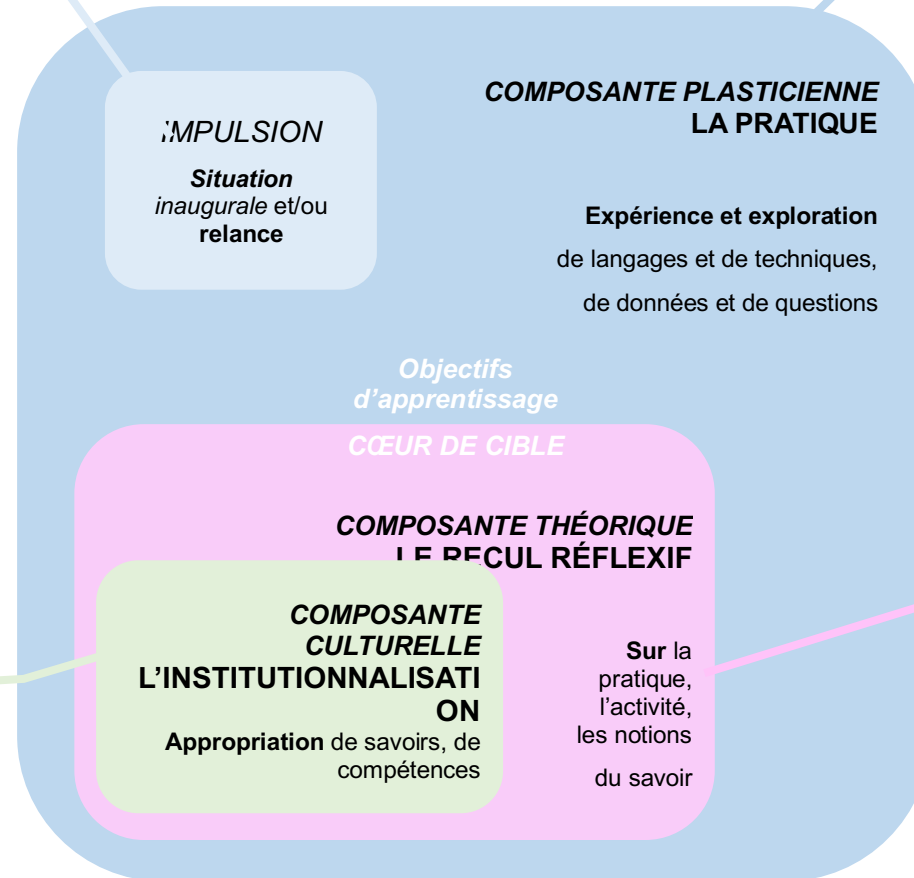 IMPULSION
Situation
inaugurale et/ou
relance
COMPOSANTE PLASTICIENNE
LA PRATIQUE
Expérience et exploration
de langages et de techniques,
de données et de questions
Objectifs
d’apprentissage
CŒUR DE CIBLE
COMPOSANTE THÉORIQUE
LE RECUL RÉFLEXIF
COMPOSANTE
CULTURELLE
L’INSTITUTIONNALISATI
ON
Appropriation de savoirs, de
compétences
Sur la
pratique,
l’activité,
les notions
du savoir